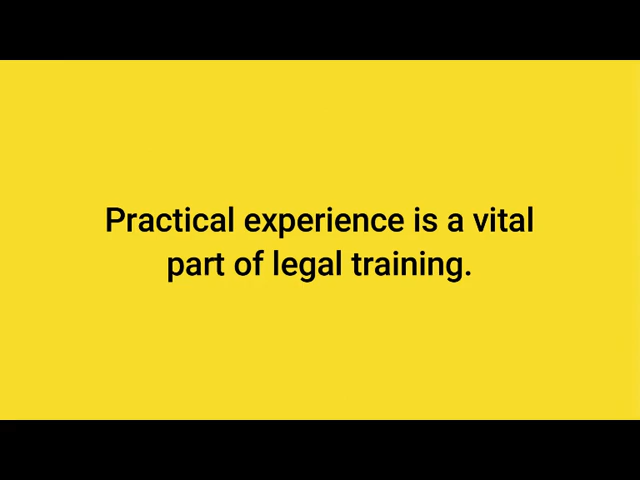 Practical experience is a vital
part of legal training.